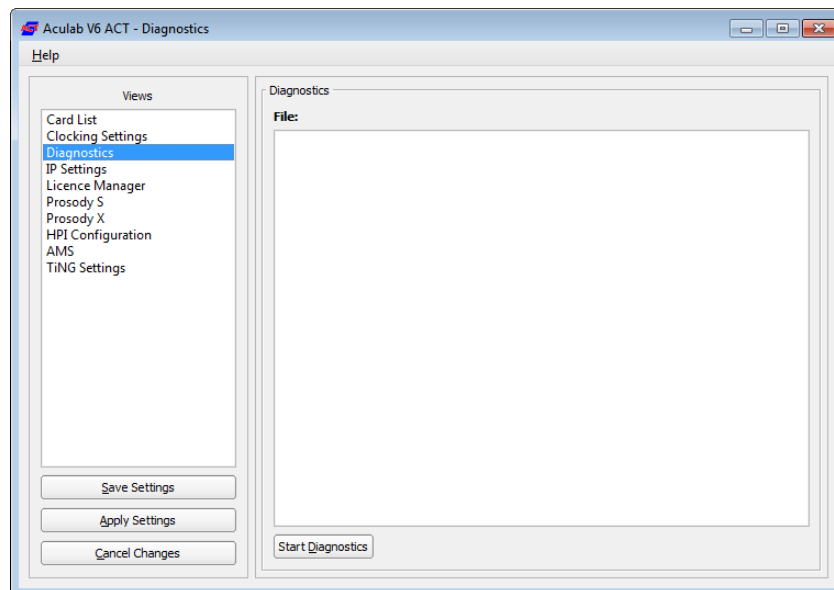 Aculab V6 ACT - Diagnostics
Help
Views
Card List
Clocking Settings
Diagnostics
IP Settings
Licence Manager
Prosody S
Prosody X
HPI Configuration
AMS
TiNG Settings
Save Settings
Apply Settings
Cancel Changes
Diagnostics
File:
Start Diagnostics